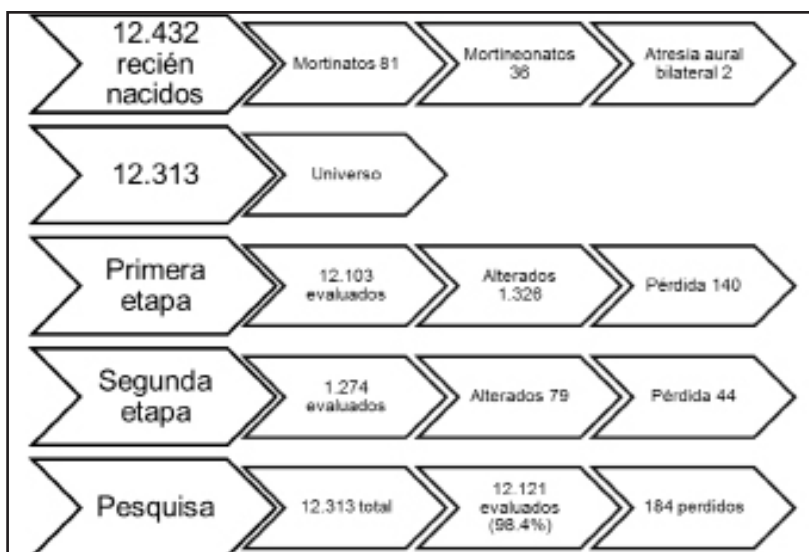 12.432
recién
nacidos
Mortinatos 81
Mortineonatos
36
Atresia aural
bilateral 2
12.313
Universo
Primera
etapa
12.103
evaluados
Alterados
1.328
Pérdida 140
Segunda
etapa
1.274
evaluados
Alterados 79
Pérdida 44
Pesquisa
12.313 total
12.121
evaluados
(98.4%)
184 perdidos